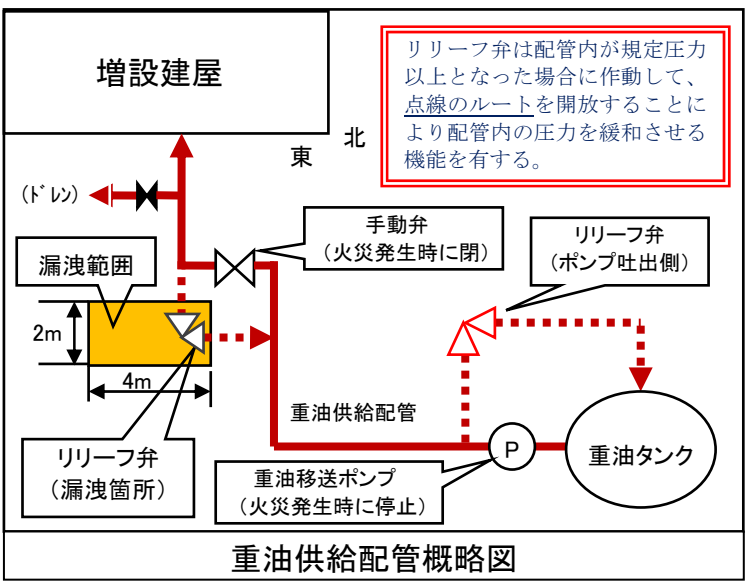 増設建屋
リリーフ弁は配管内が規定圧力
以上となった場合に作動して、
点線のルートを開放することに
より配管内の圧力を緩和させる
機能を有する。
北
東
(ﾄﾞﾚﾝ)
手動弁
(火災発生時に閉)
リリーフ弁
(ポンプ吐出側)
漏洩範囲
2m
4m
重油供給配管
リリーフ弁
(漏洩箇所)
重油移送ポンプ
(火災発生時に停止)
P
重油タンク
重油供給配管概略図